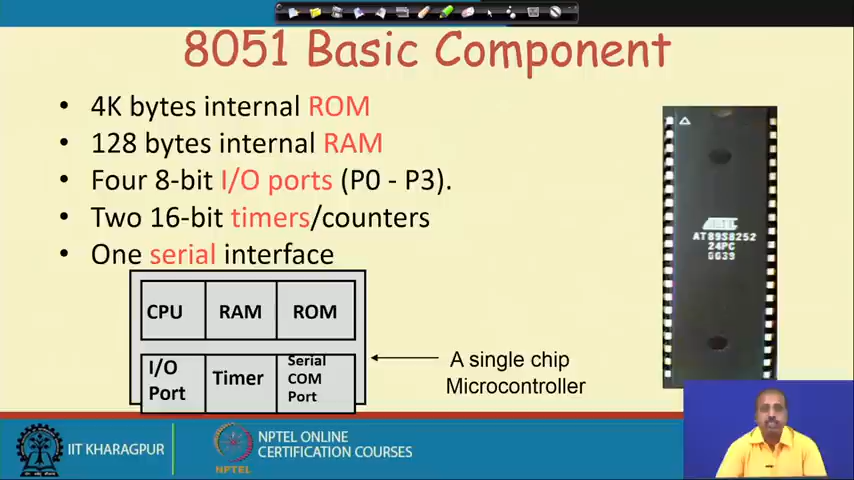 8051 Basic Component
• 4K bytes internal ROM
• 128 bytes internal RAM
• Four 8-bit I/O ports (P0 - P3).
• Two 16-bit timers/counters
• One serial interface
CPU
RAM
ROM
I/O
Port
Timer
Serial
COM
Port
A single chip
Microcontroller
ATMEL
AT89S8252
24PC
0039
IIT KHARAGPUR
NPTEL
NPTEL ONLINE
CERTIFICATION COURSES